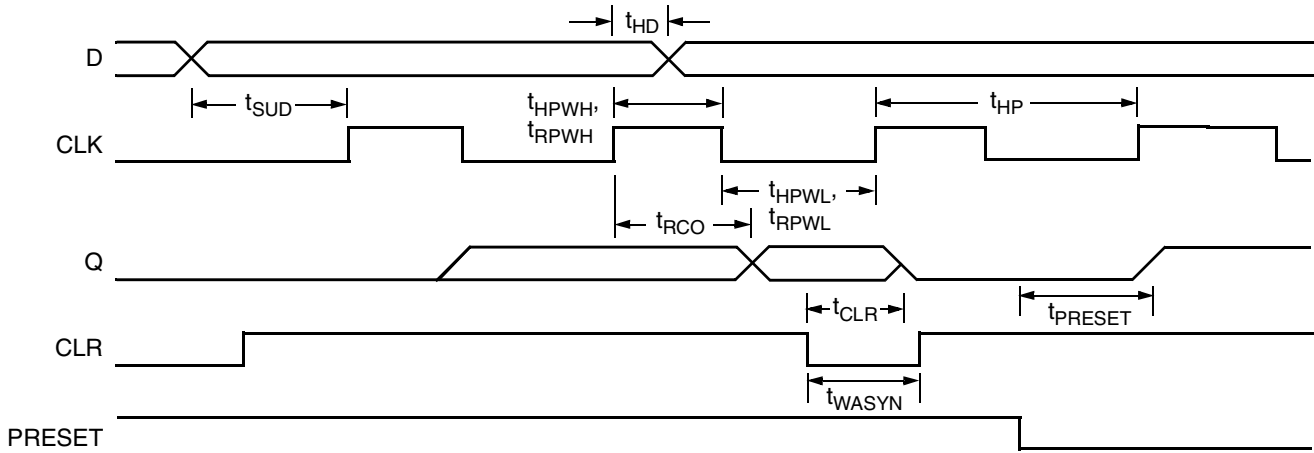 tHD
D
tSUD
tHPWH,
tRPWH
tHP
CLK
tHPWL,
tRPWL
tRCO
Q
tCLR
tPRESET
CLR
tWASYN
PRESET